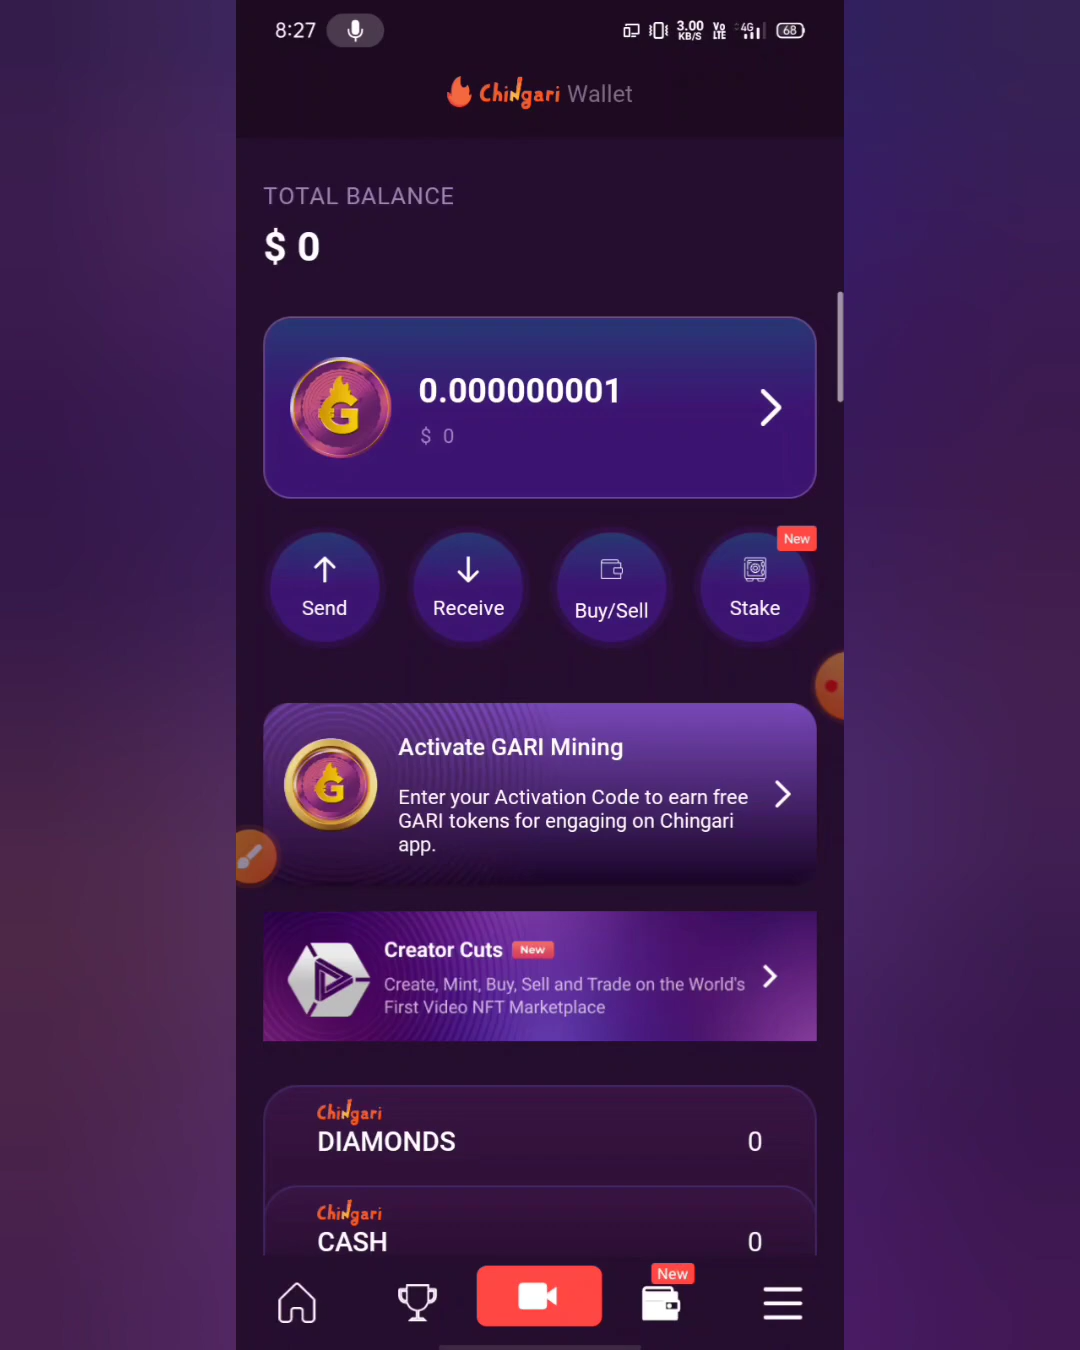 8:27 3.00 KB/S Vo LTE 4G 68
Chingari Wallet
TOTAL BALANCE
$ 0
0.000000001
$ 0
New
Send Receive Buy/Sell Stake
Activate GARI Mining
Enter your Activation Code to earn free
GARI tokens for engaging on Chingari
app.
Creator Cuts New
Create, Mint, Buy, Sell and Trade on the World's
First Video NFT Marketplace
Chingari
DIAMONDS 0
Chingari
CASH 0
New